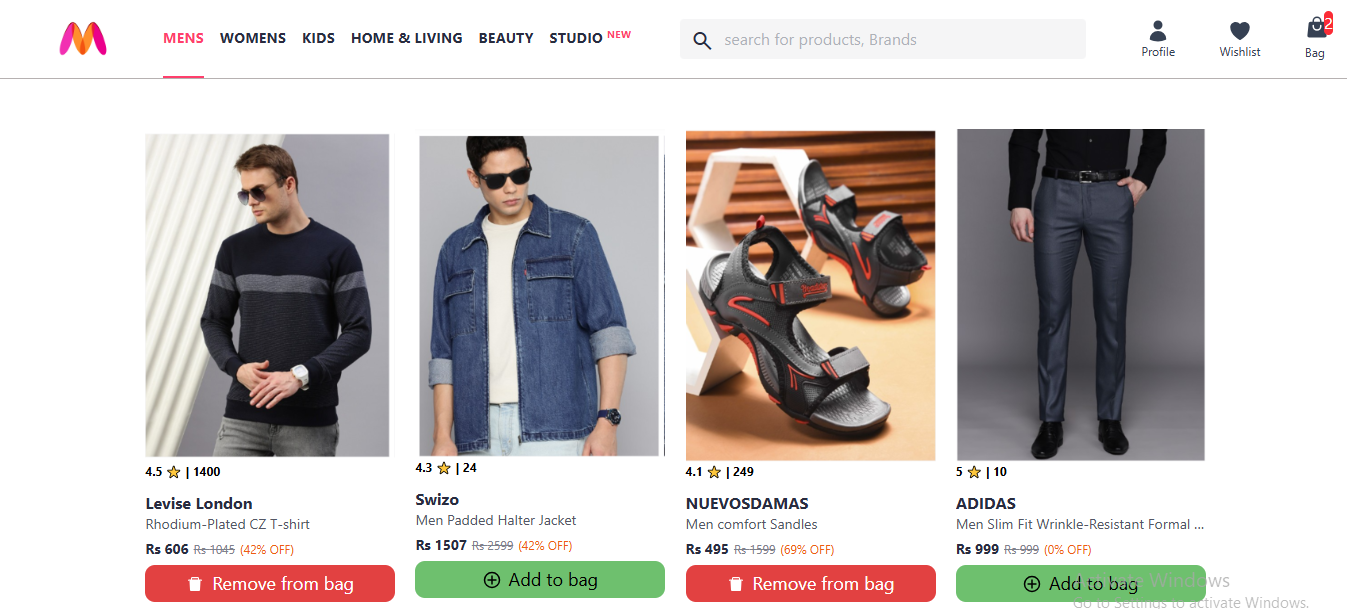 MENS WOMENS KIDS HOME & LIVING BEAUTY STUDIO NEW
search for products, Brands
Profile
Wishlist
2
Bag
4.5 ⭐ | 1400
Levise London
Rhodium-Plated CZ T-shirt
Rs 606 Rs 1045 (42% OFF)
Remove from bag
4.3 ⭐ | 24
Swizo
Men Padded Halter Jacket
Rs 1507 Rs 2599 (42% OFF)
Add to bag
4.1 ⭐ | 249
NUEVOSDAMAS
Men comfort Sandles
Rs 495 Rs 1599 (69% OFF)
Remove from bag
5 ⭐ | 10
ADIDAS
Men Slim Fit Wrinkle-Resistant Formal ...
Rs 999 Rs 999 (0% OFF)
Add to bag
Activate Windows
Go to Settings to activate Windows.